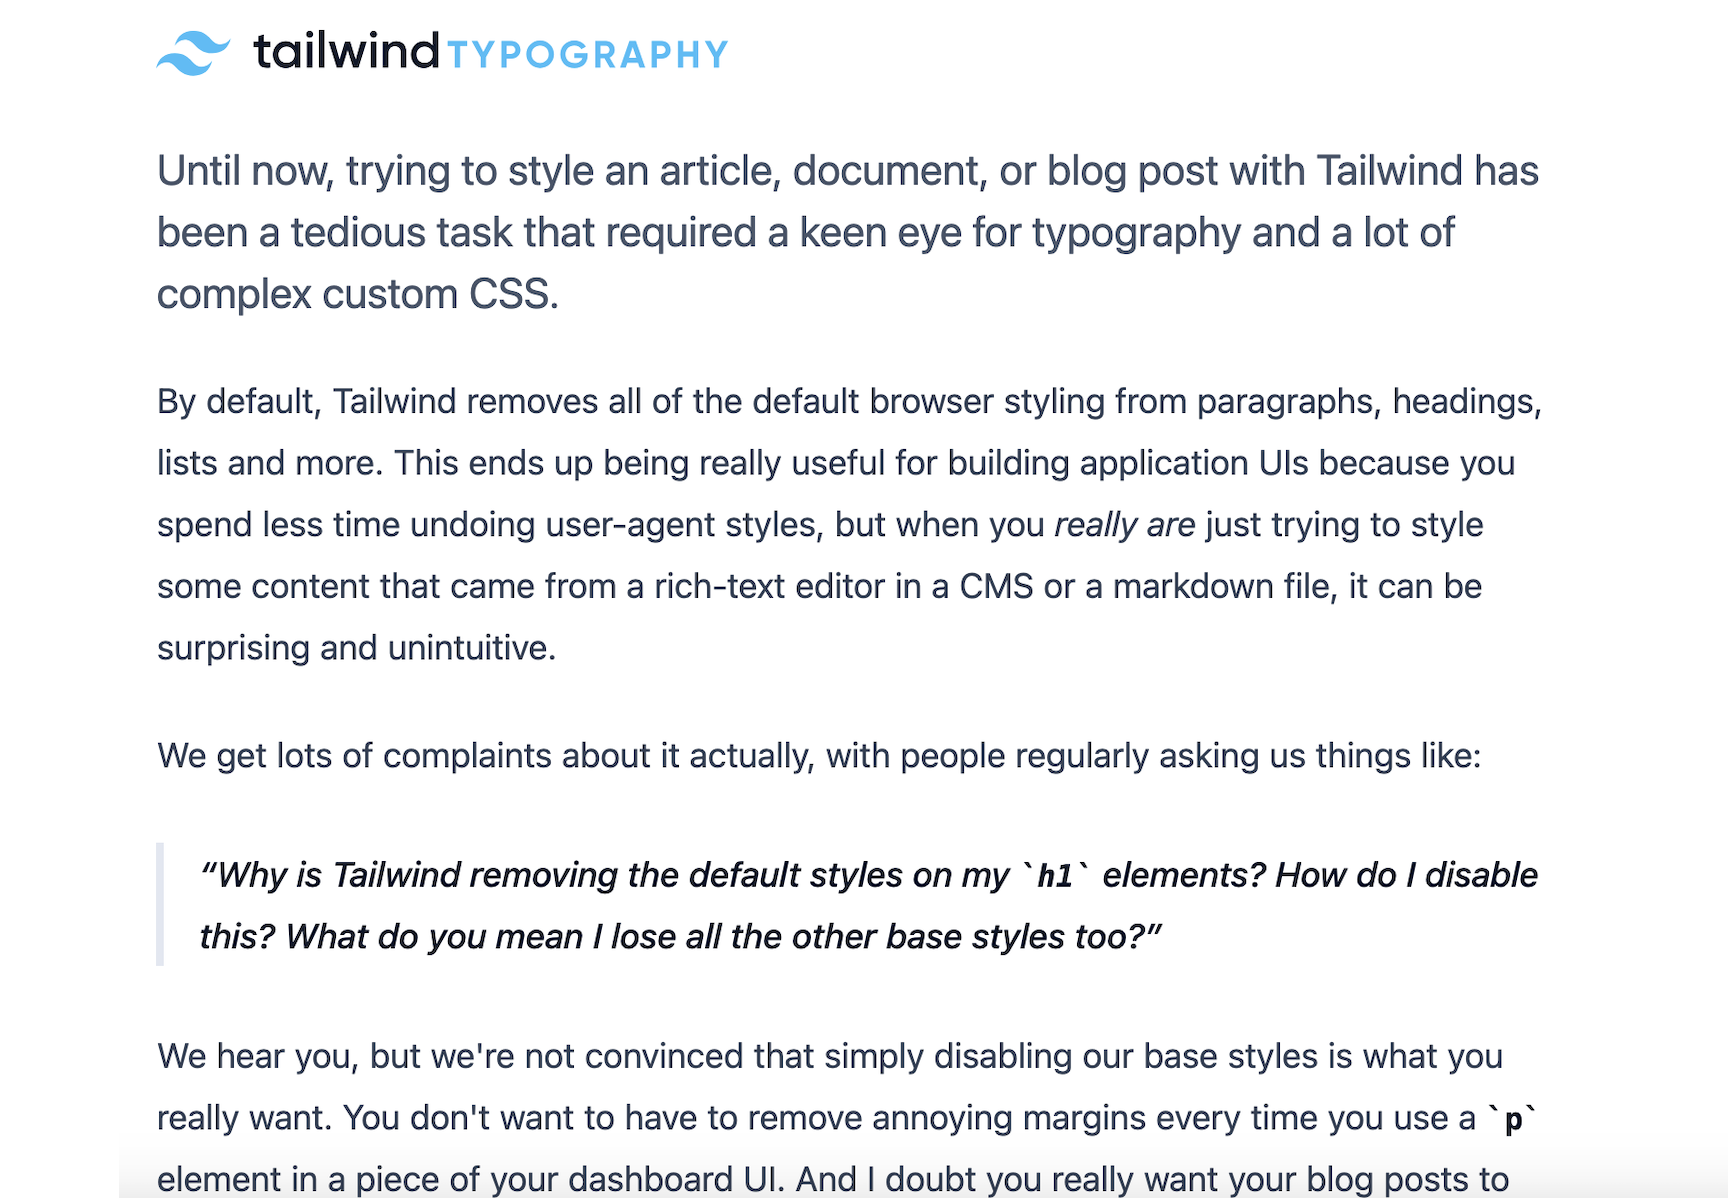 tailwind TYPOGRAPHY
Until now, trying to style an article, document, or blog post with Tailwind has
been a tedious task that required a keen eye for typography and a lot of
complex custom CSS.
By default, Tailwind removes all of the default browser styling from paragraphs, headings,
lists and more. This ends up being really useful for building application UIs because you
spend less time undoing user-agent styles, but when you really are just trying to style
some content that came from a rich-text editor in a CMS or a markdown file, it can be
surprising and unintuitive.
We get lots of complaints about it actually, with people regularly asking us things like:
“Why is Tailwind removing the default styles on my `h1` elements? How do I disable
this? What do you mean I lose all the other base styles too?”
We hear you, but we're not convinced that simply disabling our base styles is what you
really want. You don't want to have to remove annoying margins every time you use a `p`
element in a piece of your dashboard UI. And I doubt you really want your blog posts to